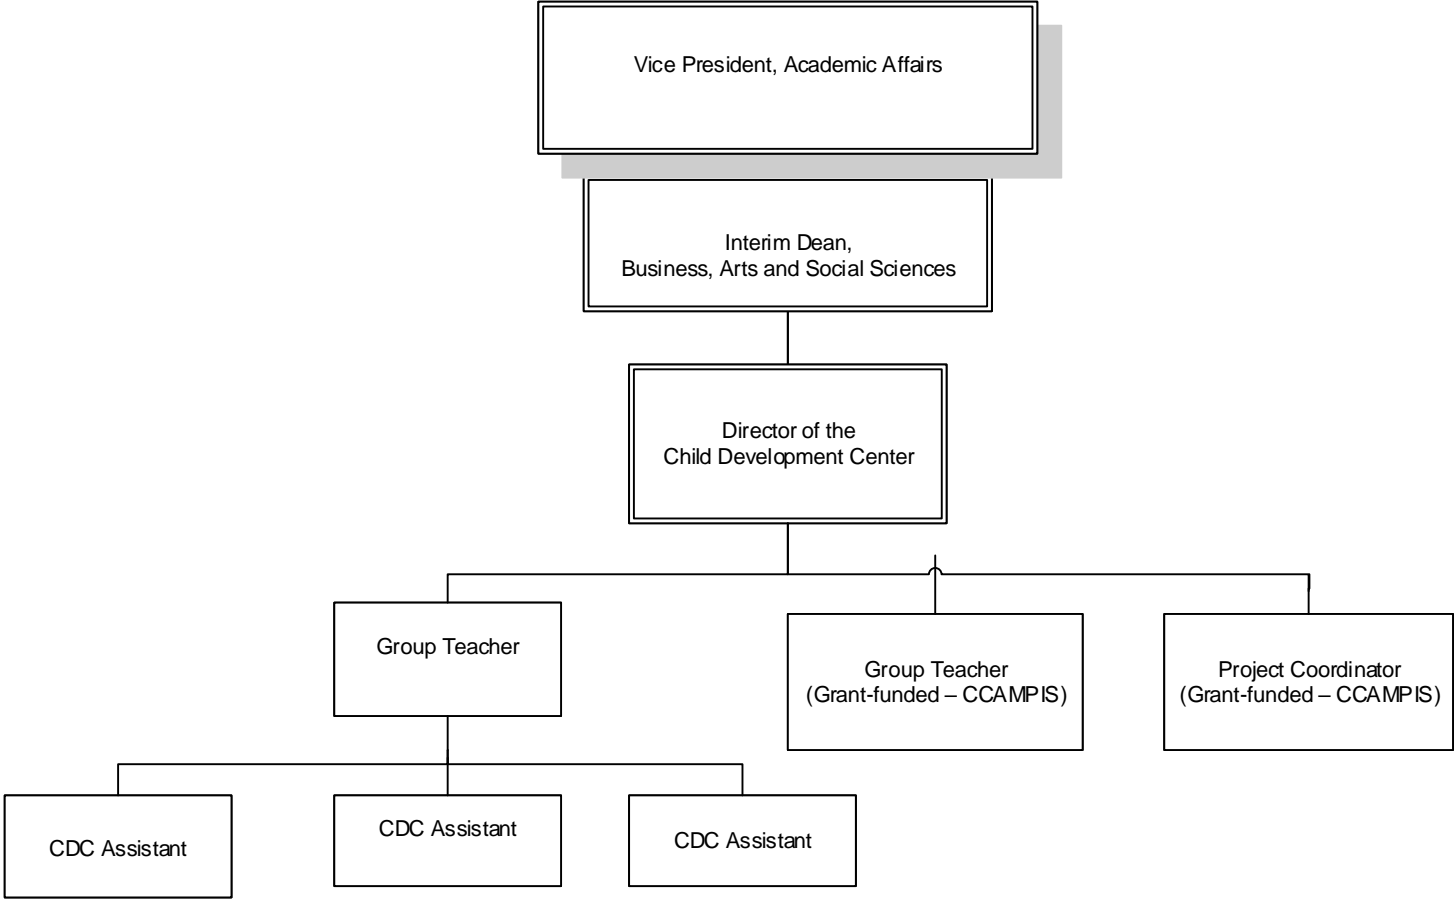 Vice President, Academic Affairs
Interim Dean,
Business, Arts and Social Sciences
Director of the
Child Development Center
Group Teacher
Group Teacher
(Grant-funded – CCAMPIS)
Project Coordinator
(Grant-funded – CCAMPIS)
CDC Assistant
CDC Assistant
CDC Assistant